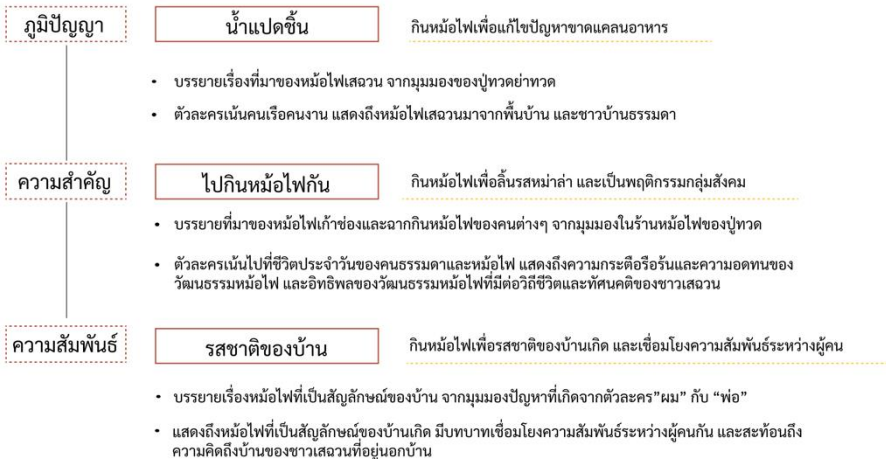 ภูมิปัญญา
น้ำแปดชิ้น
กินหม้อไฟเพื่อแก้ไขปัญหาขาดแคลนอาหาร
• บรรยายเรื่องที่มาของหม้อไฟเสฉวน จากมุมมองของปู่ทวดย่าทวด
• ตัวละครเน้นคนเรือคนงาน แสดงถึงหม้อไฟเสฉวนมาจากพื้นบ้าน และชาวบ้านธรรมดา
ความสำคัญ
ไปกินหม้อไฟกัน
กินหม้อไฟเพื่อลิ้นรสหม่าล่า และเป็นพฤติกรรมกลุ่มสังคม
• บรรยายที่มาของหม้อไฟเก้าช่องและฉากกินหม้อไฟของคนต่างๆ จากมุมมองในร้านหม้อไฟของปู่ทวด
• ตัวละครเน้นไปที่ชีวิตประจำวันของคนธรรมดาและหม้อไฟ แสดงถึงความกระตือรือร้นและความอดทนของ
วัฒนธรรมหม้อไฟ และอิทธิพลของวัฒนธรรมหม้อไฟที่มีต่อวิถีชีวิตและทัศนคติของชาวเสฉวน
ความสัมพันธ์
รสชาติของบ้าน
กินหม้อไฟเพื่อรสชาติของบ้านเกิด และเชื่อมโยงความสัมพันธ์ระหว่างผู้คน
• บรรยายเรื่องหม้อไฟที่เป็นสัญลักษณ์ของบ้าน จากมุมมองปัญหาที่เกิดจากตัวละคร”ผม” กับ “พ่อ”
• แสดงถึงหม้อไฟที่เป็นสัญลักษณ์ของบ้านเกิด มีบทบาทเชื่อมโยงความสัมพันธ์ระหว่างผู้คนกัน และสะท้อนถึง
ความคิดถึงบ้านของชาวเสฉวนที่อยู่นอกบ้าน